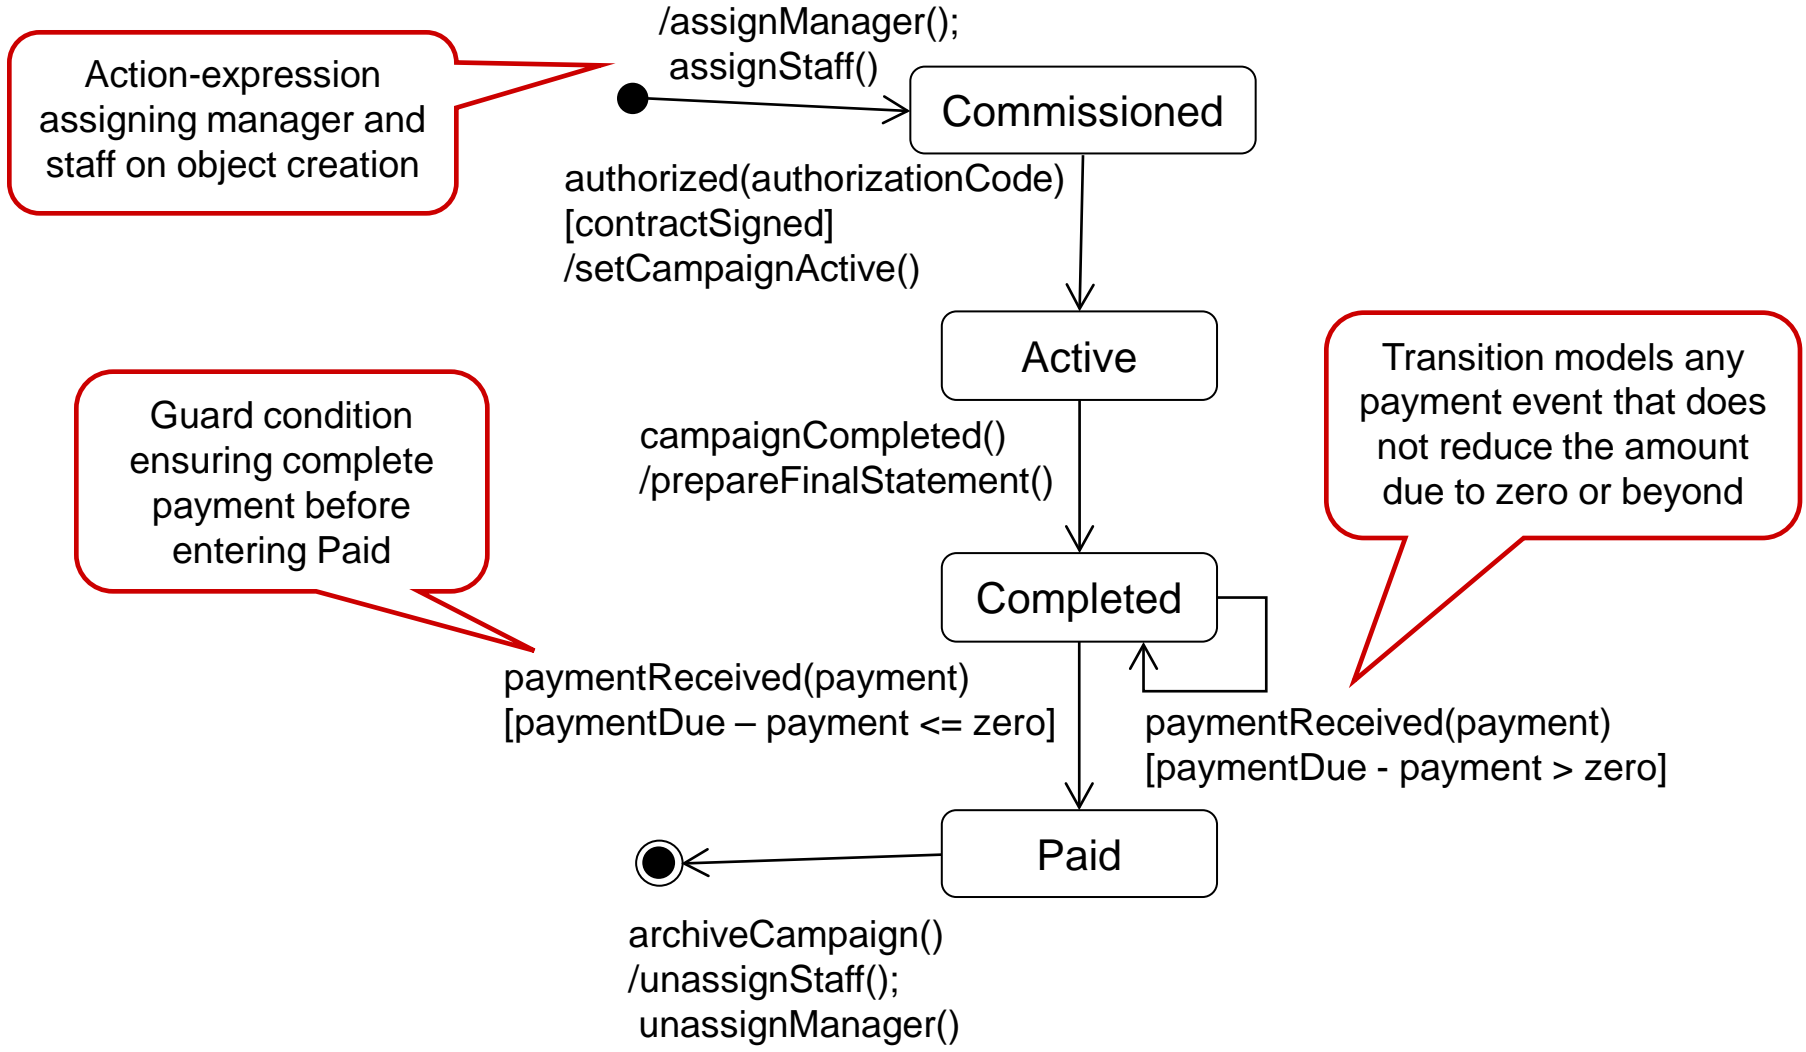 /assignManager();
assignStaff()
Action-expression
assigning manager and
staff on object creation
Commissioned
authorized(authorizationCode)
[contractSigned]
/setCampaignActive()
Active
Transition models any
payment event that does
not reduce the amount
due to zero or beyond
Guard condition
ensuring complete
payment before
entering Paid
campaignCompleted()
/prepareFinalStatement()
Completed
paymentReceived(payment)
[paymentDue – payment <= zero]
paymentReceived(payment)
[paymentDue - payment > zero]
Paid
archiveCampaign()
/unassignStaff();
unassignManager()